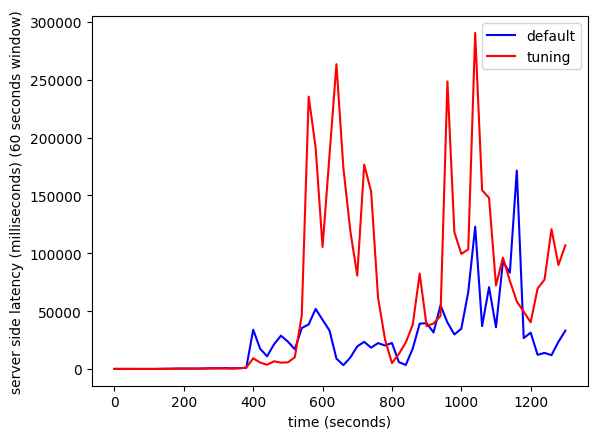 server side latency (milliseconds) (60 seconds window)
300000
250000
200000
150000
100000
50000
0
default
tuning
0 200 400 600 800 1000 1200
time (seconds)